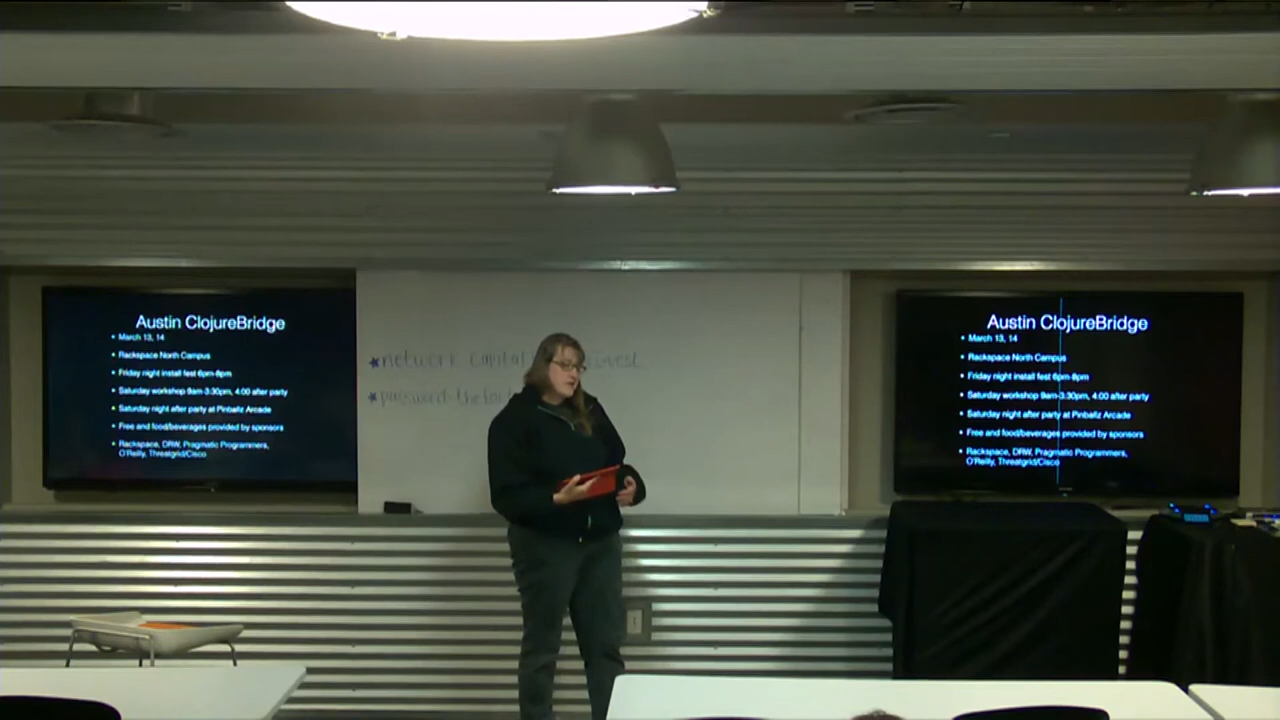 Austin ClojureBridge
• March 13, 14
• Rackspace North Campus
• Friday night install fest 6pm-8pm
• Saturday workshop 9am-3:30pm, 4:00 after party
• Saturday night after party at Pinballz Arcade
• Free and food/beverages provided by sponsors
• Rackspace, DRW, Pragmatic Programmers,
O'Reilly, Threatgrid/Cisco
★network capital
★password-the
Austin ClojureBridge
• March 13, 14
• Rackspace North Campus
• Friday night install fest 6pm-8pm
• Saturday workshop 9am-3:30pm, 4:00 after party
• Saturday night after party at Pinballz Arcade
• Free and food/beverages provided by sponsors
• Rackspace, DRW, Pragmatic Programmers,
O'Reilly, Threatgrid/Cisco